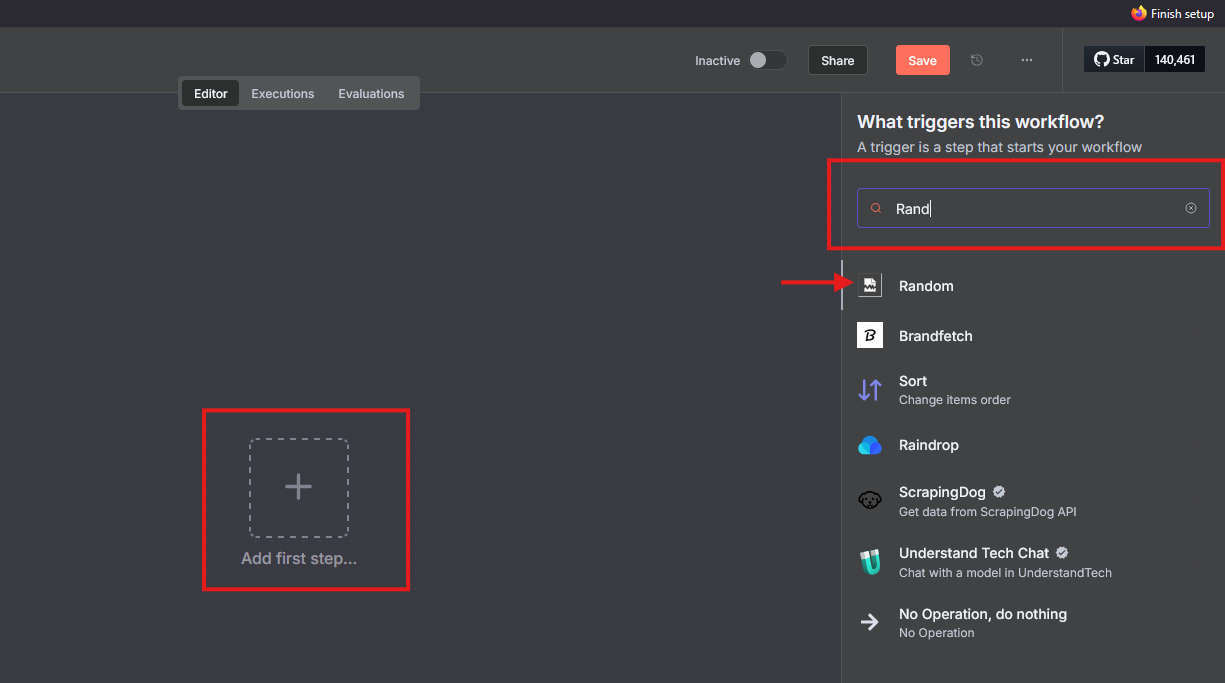 Finish setup
Inactive
Share
Save
Star
140,461
Editor
Executions
Evaluations
What triggers this workflow?
A trigger is a step that starts your workflow
Rand
Random
Brandfetch
Sort
Change items order
Raindrop
ScrapingDog
Get data from ScrapingDog API
Understand Tech Chat
Chat with a model in UnderstandTech
No Operation, do nothing
No Operation
Add first step...